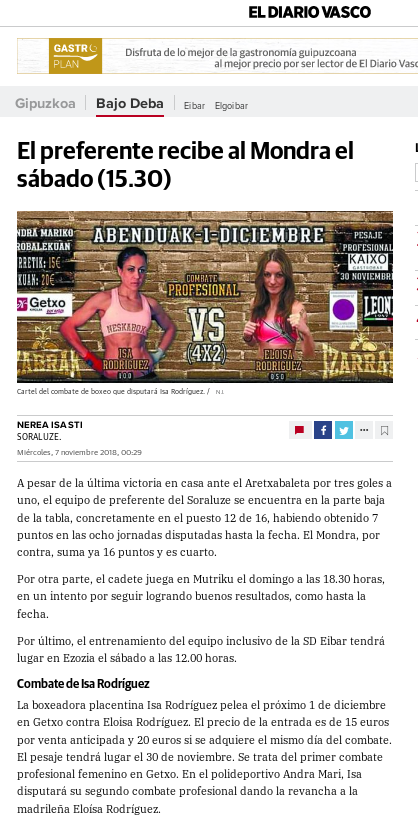 EL DIARIO VASCO
GASTR
PLAN
Disfruta de lo mejor de la gastronomía guipuzcoana
al mejor precio por ser lector de El Diario Vasc
Gipuzkoa
Bajo Deba
Eibar
Elgoibar
El preferente recibe al Mondra el
sábado (15.30)
NDRA MARIKO
ROBALEKUAN
ERRETIK: 15€
KUAN: 20€
Getxo
ABENDUAK-1-DICIEMBRE
COMBATE
PROFESIONAL
VS
(4X2)
NESKABOX
ISA
RODRIGUEZ
ELOISA
RODRIGUEZ
PESAJE
PROFESIONAL
KAIXO
30 NOVIEMBRE
LEON
ZARRA
IZARRA
Cartel del combate de boxeo que disputará Isa Rodríguez. / N.I.
NEREA ISASTI
SORALUZE.
Miércoles, 7 noviembre 2018, 00:29
A pesar de la última victoria en casa ante el Aretxabaleta por tres goles a
uno, el equipo de preferente del Soraluze se encuentra en la parte baja
de la tabla, concretamente en el puesto 12 de 16, habiendo obtenido 7
puntos en las ocho jornadas disputadas hasta la fecha. El Mondra, por
contra, suma ya 16 puntos y es cuarto.
Por otra parte, el cadete juega en Mutriku el domingo a las 18.30 horas,
en un intento por seguir logrando buenos resultados, como hasta la
fecha.
Por último, el entrenamiento del equipo inclusivo de la SD Eibar tendrá
lugar en Ezozia el sábado a las 12.00 horas.
Combate de Isa Rodríguez
La boxeadora placentina Isa Rodríguez pelea el próximo 1 de diciembre
en Getxo contra Eloisa Rodríguez. El precio de la entrada es de 15 euros
por venta anticipada y 20 euros si se adquiere el mismo día del combate.
El pesaje tendrá lugar el 30 de noviembre. Se trata del primer combate
profesional femenino en Getxo. En el polideportivo Andra Mari, Isa
disputará su segundo combate profesional dando la revancha a la
madrileña Eloísa Rodríguez.